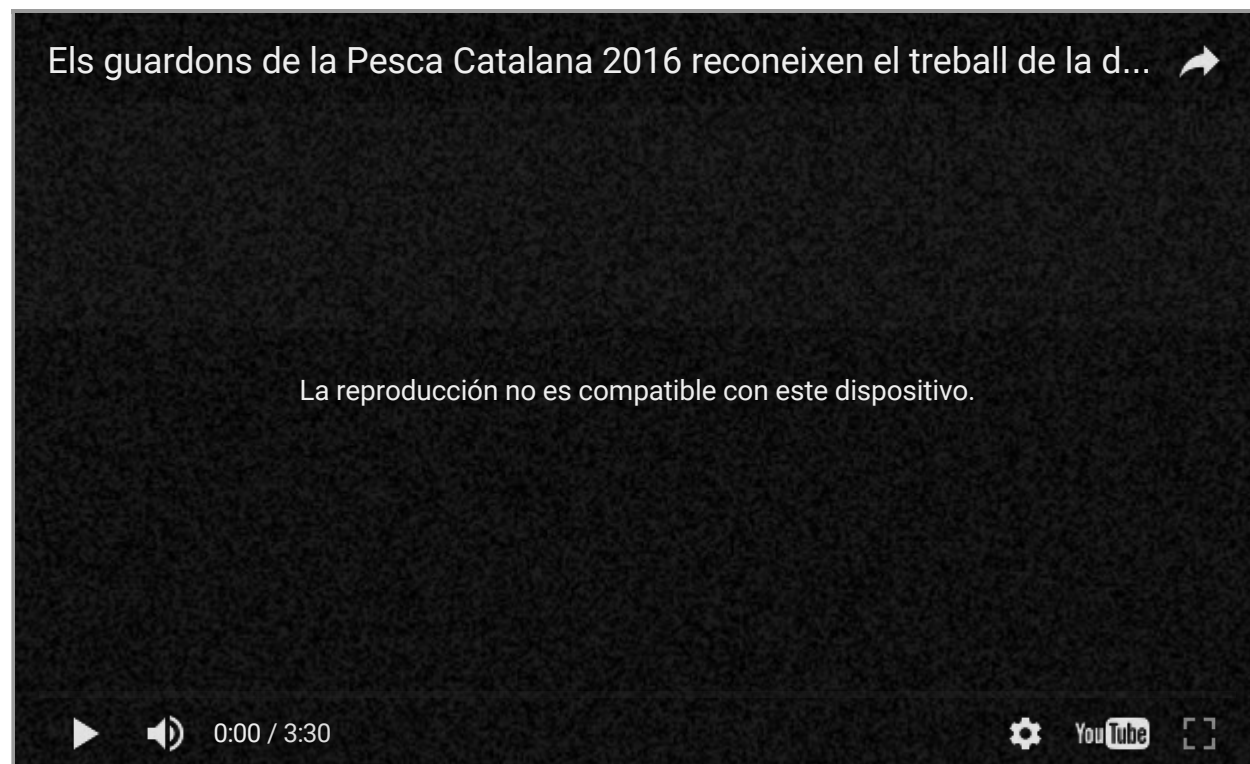 Els guardons de la Pesca Catalana 2016 reconeixen el treball de la d...
La reproducción no es compatible con este dispositivo.
0:00 / 3:30
YouTube